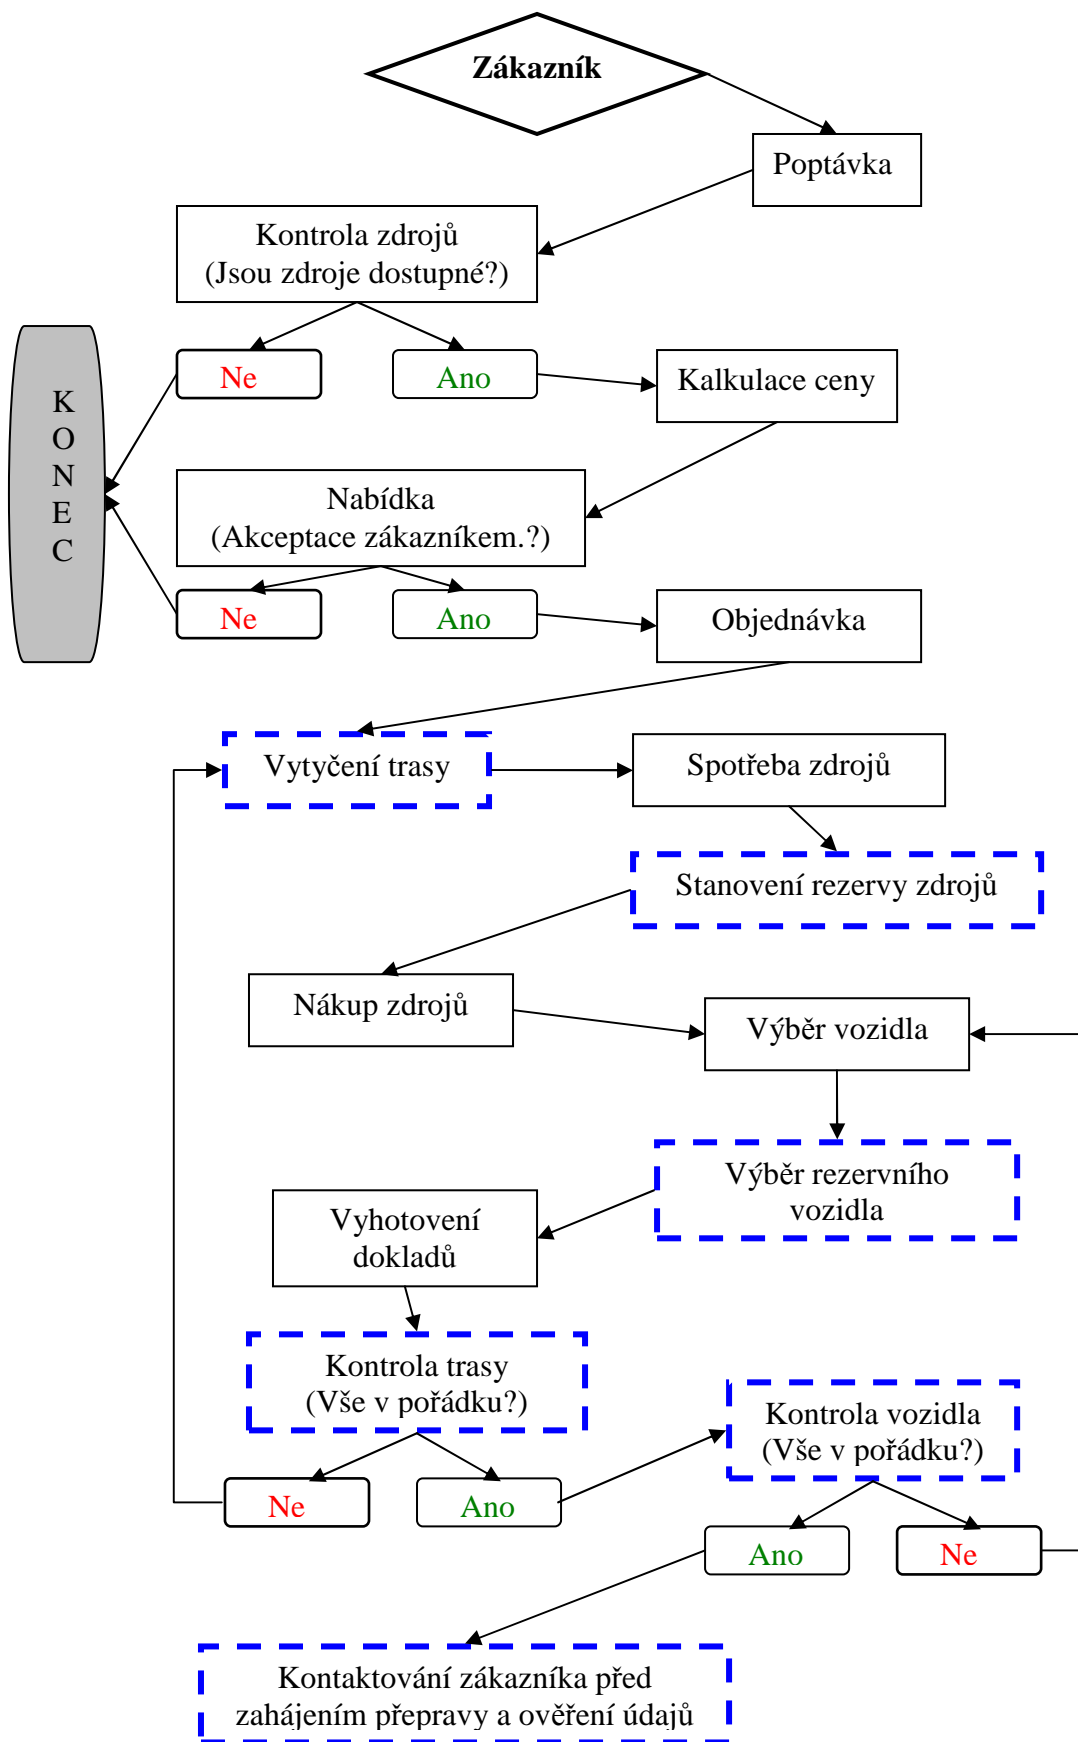 Zákazník
Poptávka
Kontrola zdrojů
(Jsou zdroje dostupné?)
Ne
Ano
Kalkulace ceny
K
O
N
E
C
Nabídka
(Akceptace zákazníkem.?)
Ne
Ano
Objednávka
Vytyčení trasy
Spotřeba zdrojů
Stanovení rezervy zdrojů
Nákup zdrojů
Výběr vozidla
Výběr rezervního
vozidla
Vyhotovení
dokladů
Kontrola trasy
(Vše v pořádku?)
Kontrola vozidla
(Vše v pořádku?)
Ne
Ano
Ano
Ne
Kontaktování zákazníka před
zahájením přepravy a ověření údajů